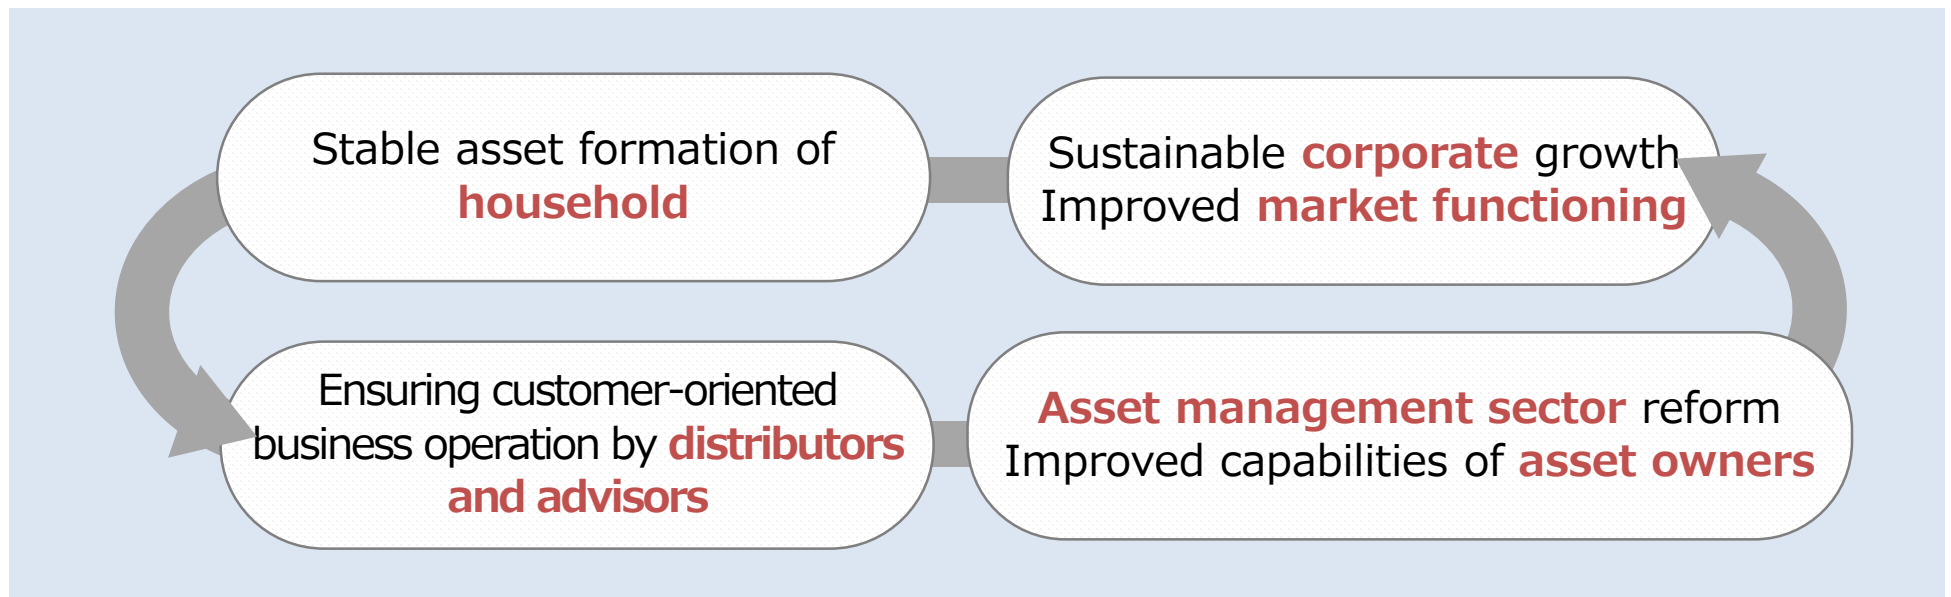 Stable asset formation of
household
Sustainable corporate growth
Improved market functioning
Ensuring customer-oriented
business operation by distributors
and advisors
Asset management sector reform
Improved capabilities of asset owners